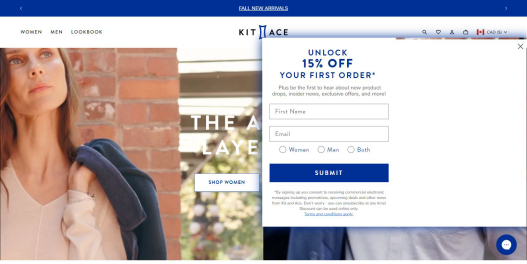 FALL NEW ARRIVALS
WOMEN MEN LOOKBOOK
KIT ACE
CAD ($)
UNLOCK
15% OFF
YOUR FIRST ORDER*
Plus be the first to hear about new product
drops, insider news, exclusive offers, and more!
First Name
Email
Women Men Both
SUBMIT
*By signing up you consent to receiving commercial electronic
messages including promotions, upcoming deals and other news
from Kit and Ace. Don't worry - you can unsubscribe at any time!
Discount can be used online only.
Terms and conditions apply.
THE A
LAYE
SHOP WOMEN